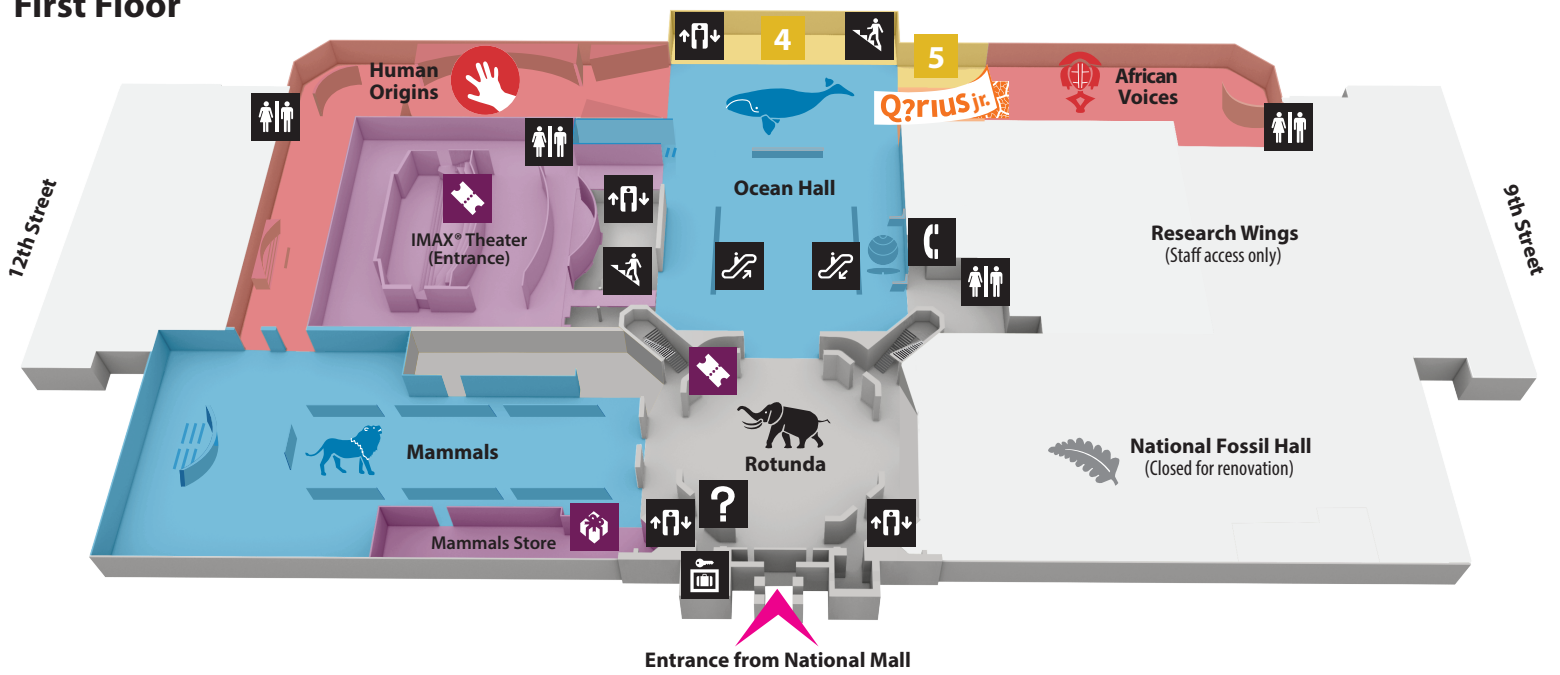 First Floor
4
5
Human
Origins
Q?rius jr.
African
Voices
Ocean Hall
12th Street
9th Street
IMAX® Theater
(Entrance)
Research Wings
(Staff access only)
Mammals
Rotunda
National Fossil Hall
(Closed for renovation)
?
Mammals Store
Entrance from National Mall